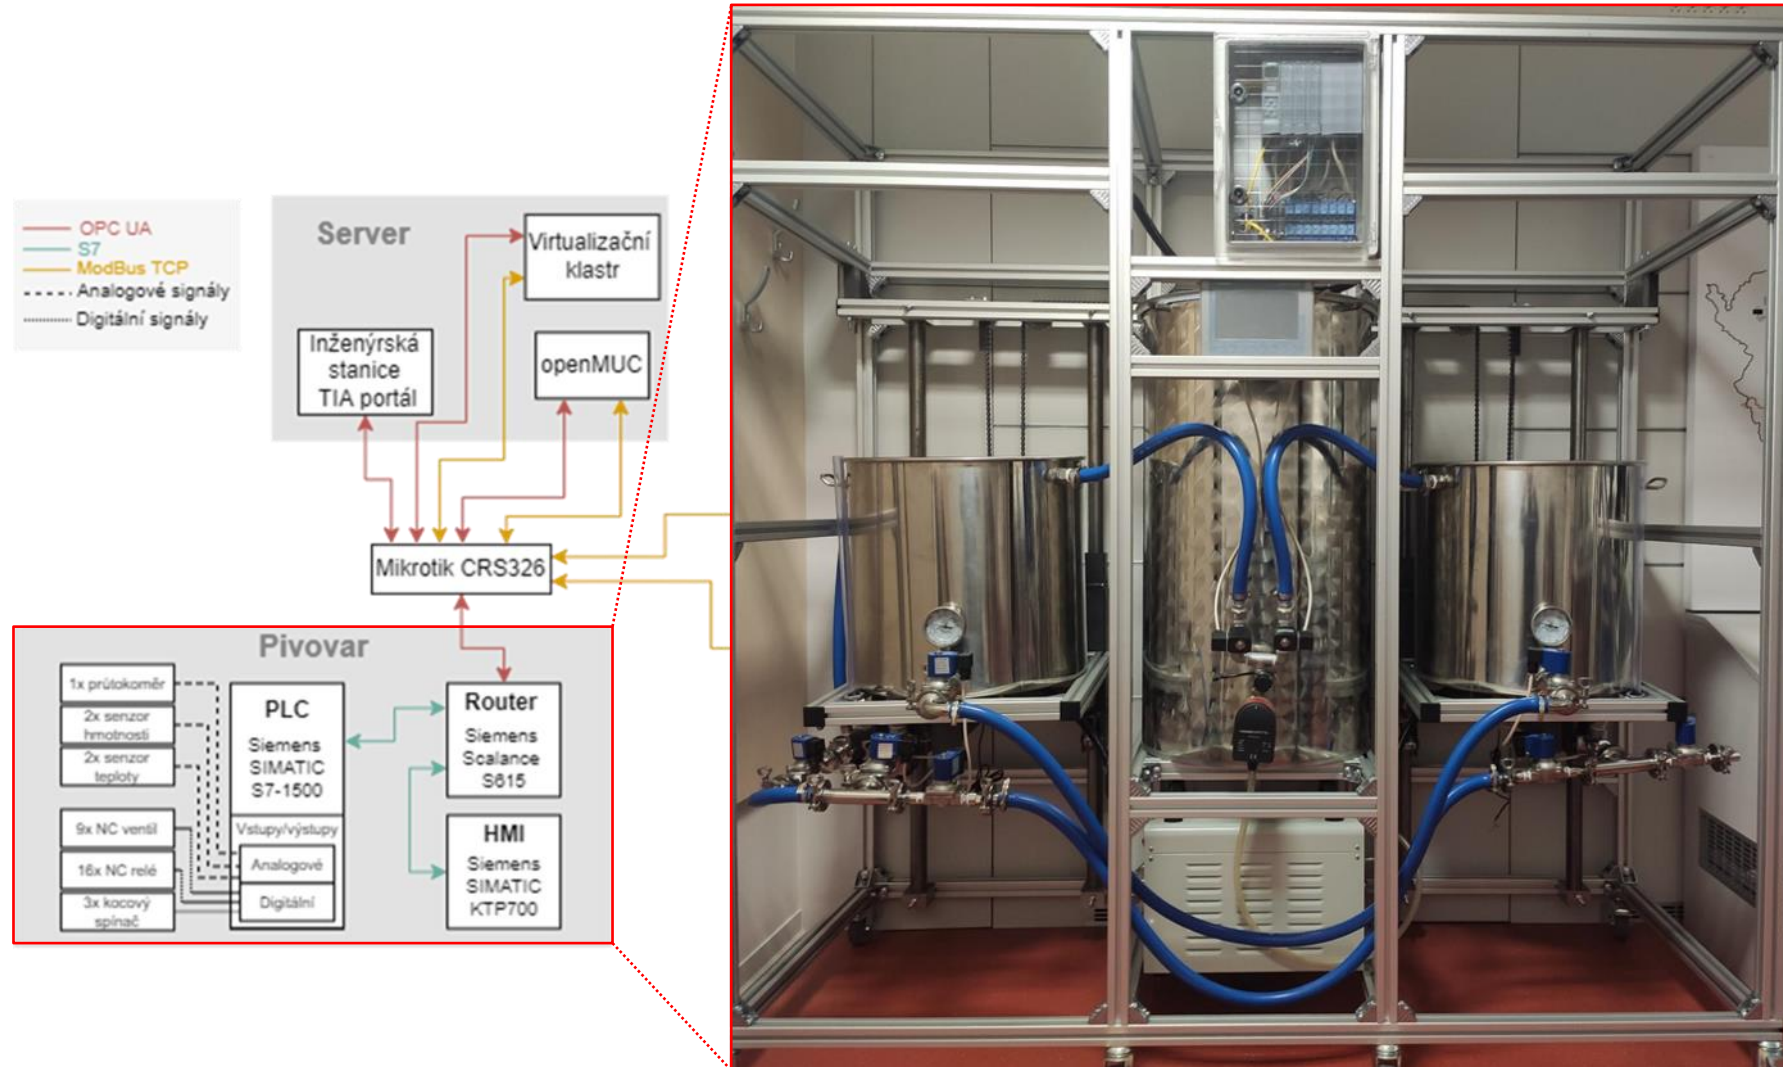 OPC UA
S7
ModBus TCP
Analogové signály
Digitální signály
Server
Virtualizační
klastr
Inženýrská
stanice
TIA portál
openMUC
Mikrotik CRS326
Pivovar
1x průtokoměr
2x senzor
hmotnosti
2x senzor
teploty
9x NC ventil
16x NC relé
3x kocový
spínač
PLC
Siemens
SIMATIC
S7-1500
Vstupy/výstupy
Analogové
Digitální
Router
Siemens
Scalance
S615
HMI
Siemens
SIMATIC
KTP700